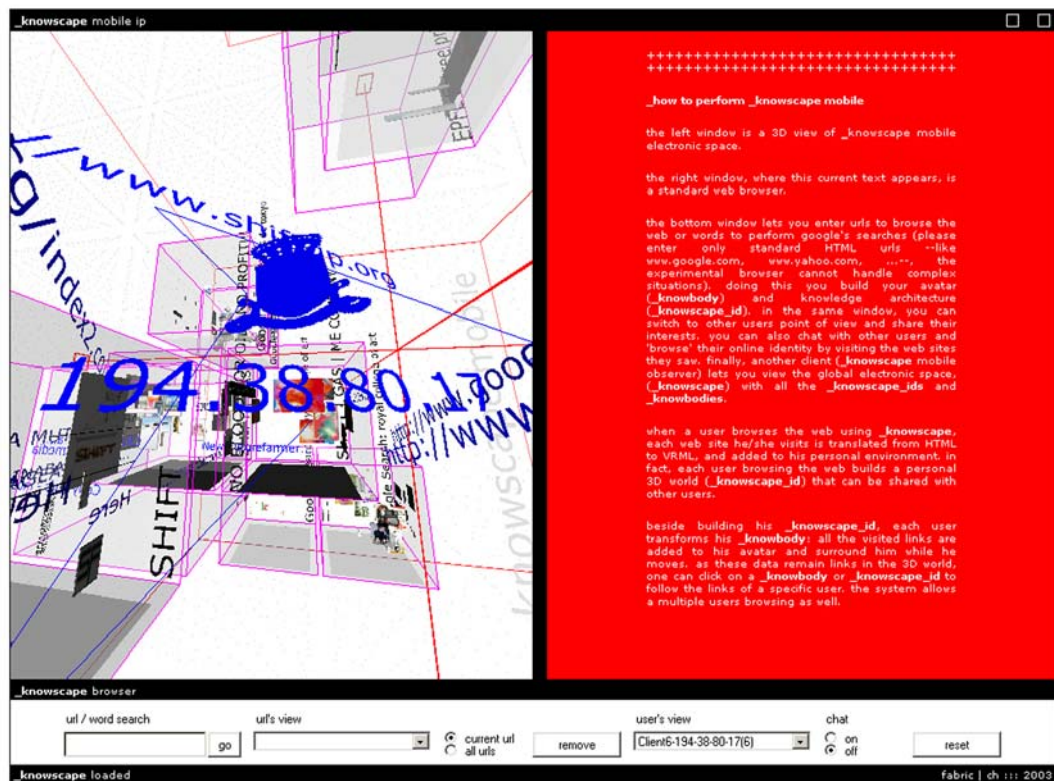 _knowscape mobile ip
http://www.shift.jp.org
index2.g
194.38.80.17
SHIFT
EPFL
_knowscape mobile
+++++++++++++++++++++++++++++++++
+++++++++++++++++++++++++++++++++
_how to perform _knowscape mobile
the left window is a 3D view of _knowscape mobile
electronic space.
the right window, where this current text appears, is
a standard web browser.
the bottom window lets you enter urls to browse the
web or words to perform google's searches (please
enter only standard HTML urls --like
www.google.com, www.yahoo.com, ...--, the
experimental browser cannot handle complex
situations). doing this you build your avatar
(_knowbody) and knowledge architecture
(_knowscape_id). in the same window, you can
switch to other users point of view and share their
interests. you can also chat with other users and
'browse' their online identity by visiting the web sites
they saw. finally, another client (_knowscape mobile
observer) lets you view the global electronic space,
(_knowscape) with all the _knowscape_ids and
_knowbodies.
when a user browses the web using _knowscape,
each web site he/she visits is translated from HTML
to VRML, and added to his personal environment. in
fact, each user browsing the web builds a personal
3D world (_knowscape_id) that can be shared with
other users.
beside building his _knowscape_id, each user
transforms his _knowbody: all the visited links are
added to his avatar and surround him while he
moves. as these data remain links in the 3D world,
one can click on a _knowbody or _knowscape_id to
follow the links of a specific user. the system allows
a multiple users browsing as well.
_knowscape browser
url / word search
go
url's view
current url
all urls
remove
user's view
Client6-194-38-80-17(6)
chat
on
off
reset
_knowscape loaded
fabric | ch ::: 2003